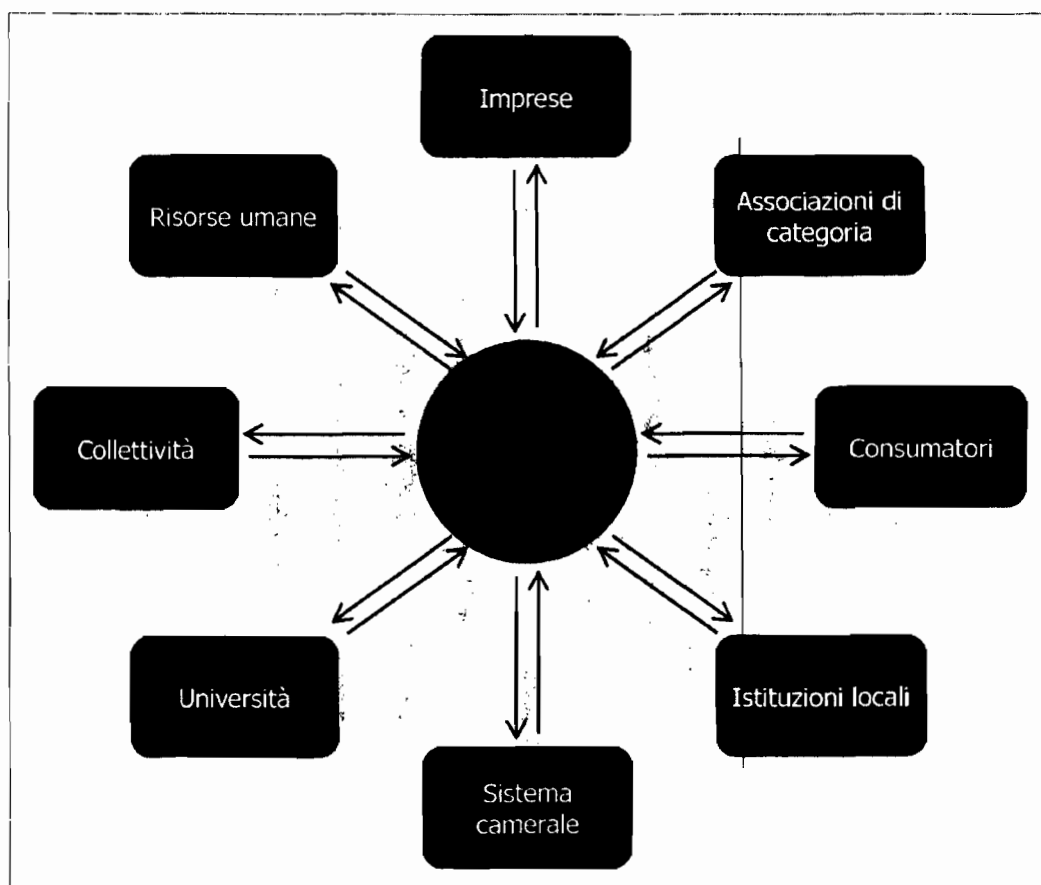 Imprese
Associazioni di
categoria
Risorse umane
Collettività
Consumatori
Università
Istituzioni locali
Sistema
camerale